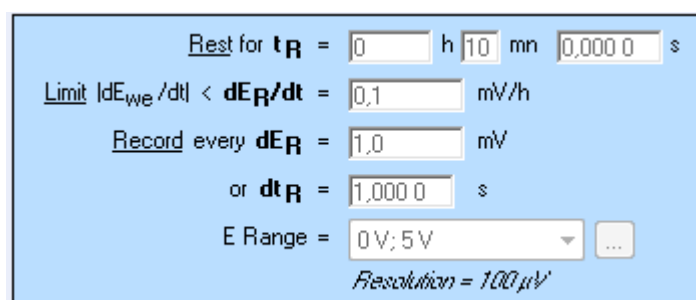 Rest for tR = 0 h 10 mn 0,000 0 s
Limit |dEwe/dt| < dER/dt = 0,1 mV/h
Record every dER = 1,0 mV
or dtR = 1,000 0 s
E Range = 0 V; 5 V ...
Resolution = 100 µV